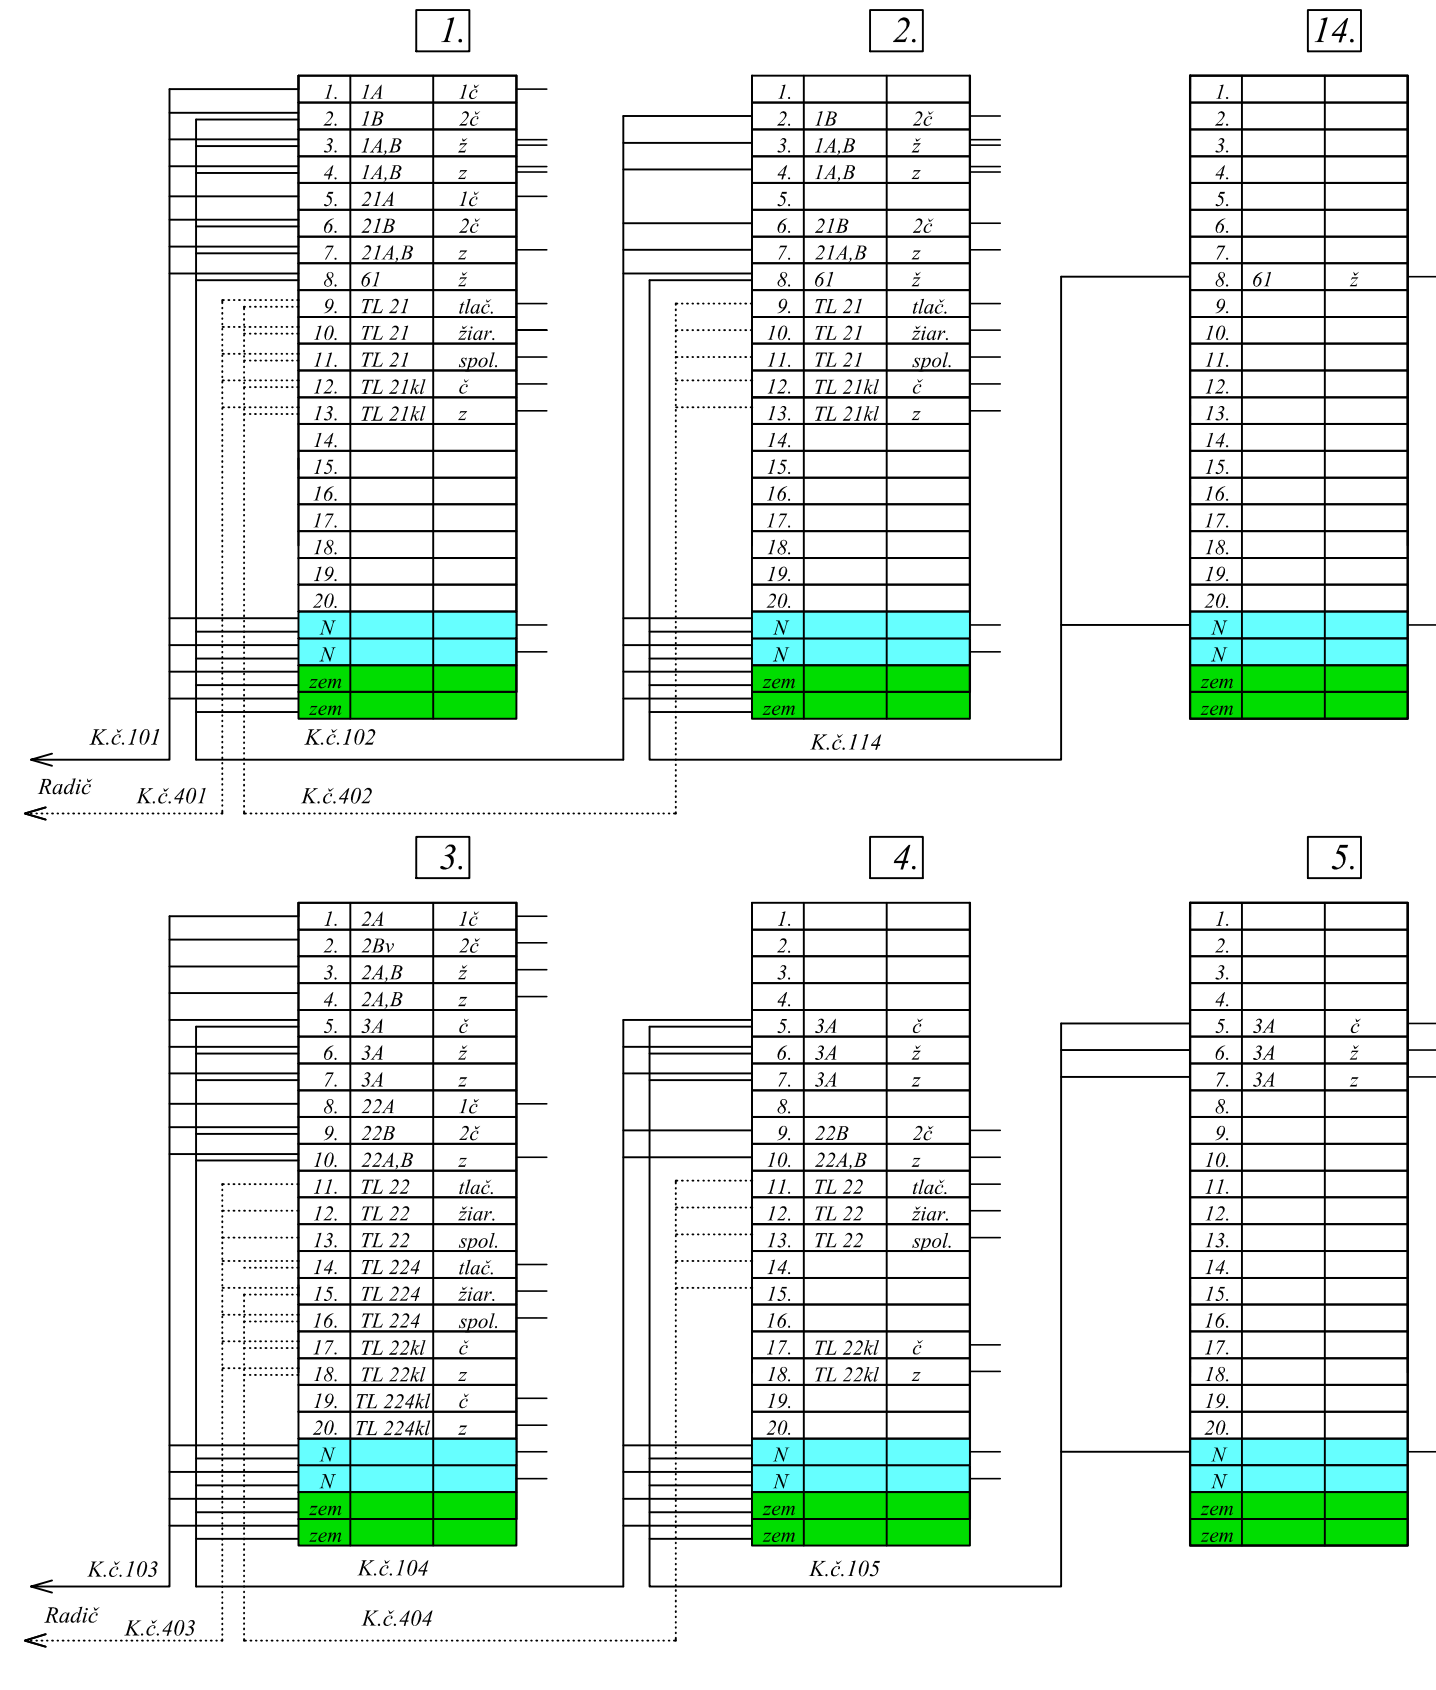 1.
1. 1A 1č
2. 1B 2č
3. 1A,B ž
4. 1A,B z
5. 21A 1č
6. 21B 2č
7. 21A,B z
8. 61 ž
9. TL 21 tlač.
10. TL 21 žiar.
11. TL 21 spol.
12. TL 21kl č
13. TL 21kl z
14.
15.
16.
17.
18.
19.
20.
N
N
zem
zem
2.
1.
2. 1B 2č
3. 1A,B ž
4. 1A,B z
5.
6. 21B 2č
7. 21A,B z
8. 61 ž
9. TL 21 tlač.
10. TL 21 žiar.
11. TL 21 spol.
12. TL 21kl č
13. TL 21kl z
14.
15.
16.
17.
18.
19.
20.
N
N
zem
zem
14.
1.
2.
3.
4.
5.
6.
7.
8. 61 ž
9.
10.
11.
12.
13.
14.
15.
16.
17.
18.
19.
20.
N
N
zem
zem
K.č.101
K.č.102
K.č.114
Radič
K.č.401
K.č.402
3.
1. 2A 1č
2. 2Bv 2č
3. 2A,B ž
4. 2A,B z
5. 3A č
6. 3A ž
7. 3A z
8. 22A 1č
9. 22B 2č
10. 22A,B z
11. TL 22 tlač.
12. TL 22 žiar.
13. TL 22 spol.
14. TL 224 tlač.
15. TL 224 žiar.
16. TL 224 spol.
17. TL 22kl č
18. TL 22kl z
19. TL 224kl č
20. TL 224kl z
N
N
zem
zem
4.
1.
2.
3.
4.
5. 3A č
6. 3A ž
7. 3A z
8.
9. 22B 2č
10. 22A,B z
11. TL 22 tlač.
12. TL 22 žiar.
13. TL 22 spol.
14.
15.
16.
17. TL 22kl č
18. TL 22kl z
19.
20.
N
N
zem
zem
5.
1.
2.
3.
4.
5. 3A č
6. 3A ž
7. 3A z
8.
9.
10.
11.
12.
13.
14.
15.
16.
17.
18.
19.
20.
N
N
zem
zem
K.č.103
K.č.104
K.č.105
Radič
K.č.403
K.č.404